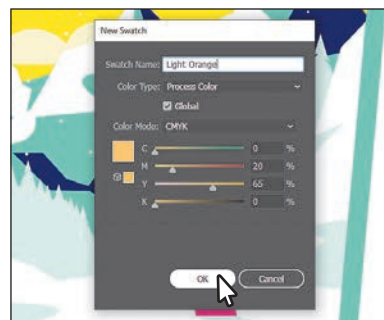 New Swatch
Swatch Name: Light Orange
Color Type: Process Color
Global
Color Mode: CMYK
C 0 %
M 20 %
Y 65 %
K 0 %
OK Cancel